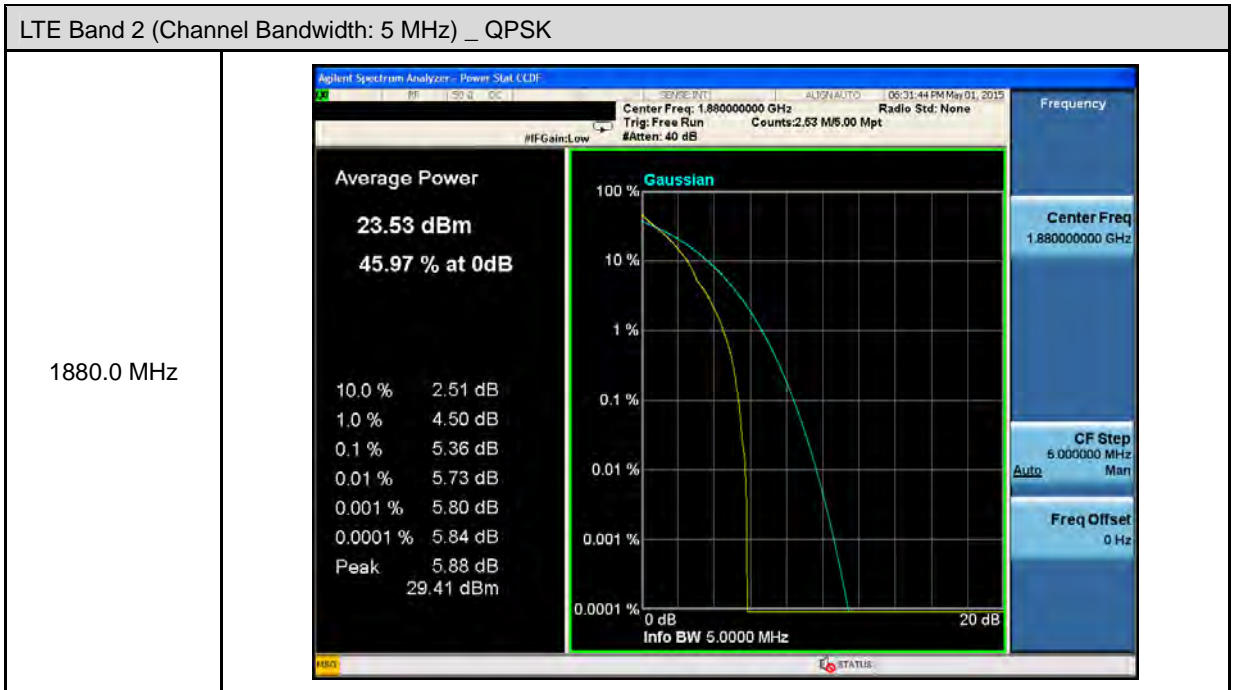 LTE Band 2 (Channel Bandwidth: 5 MHz) _ QPSK
1880.0 MHz
Agilent Spectrum Analyzer - Power Stat CCDF
RF 50 Ω DC SENSE:INT ALIGN AUTO 06:31:44 PM May 01, 2015
Center Freq: 1.880000000 GHz Radio Std: None
Trig: Free Run Counts:2.53 M/5.00 Mpt
#IFGain:Low #Atten: 40 dB
Average Power
23.53 dBm
45.97 % at 0dB
10.0 % 2.51 dB
1.0 % 4.50 dB
0.1 % 5.36 dB
0.01 % 5.73 dB
0.001 % 5.80 dB
0.0001 % 5.84 dB
Peak 5.88 dB
29.41 dBm
Gaussian
100 %
10 %
1 %
0.1 %
0.01 %
0.001 %
0.0001 %
0 dB 20 dB
Info BW 5.0000 MHz
Frequency
Center Freq
1.880000000 GHz
CF Step
5.000000 MHz
Auto Man
Freq Offset
0 Hz
MSG STATUS